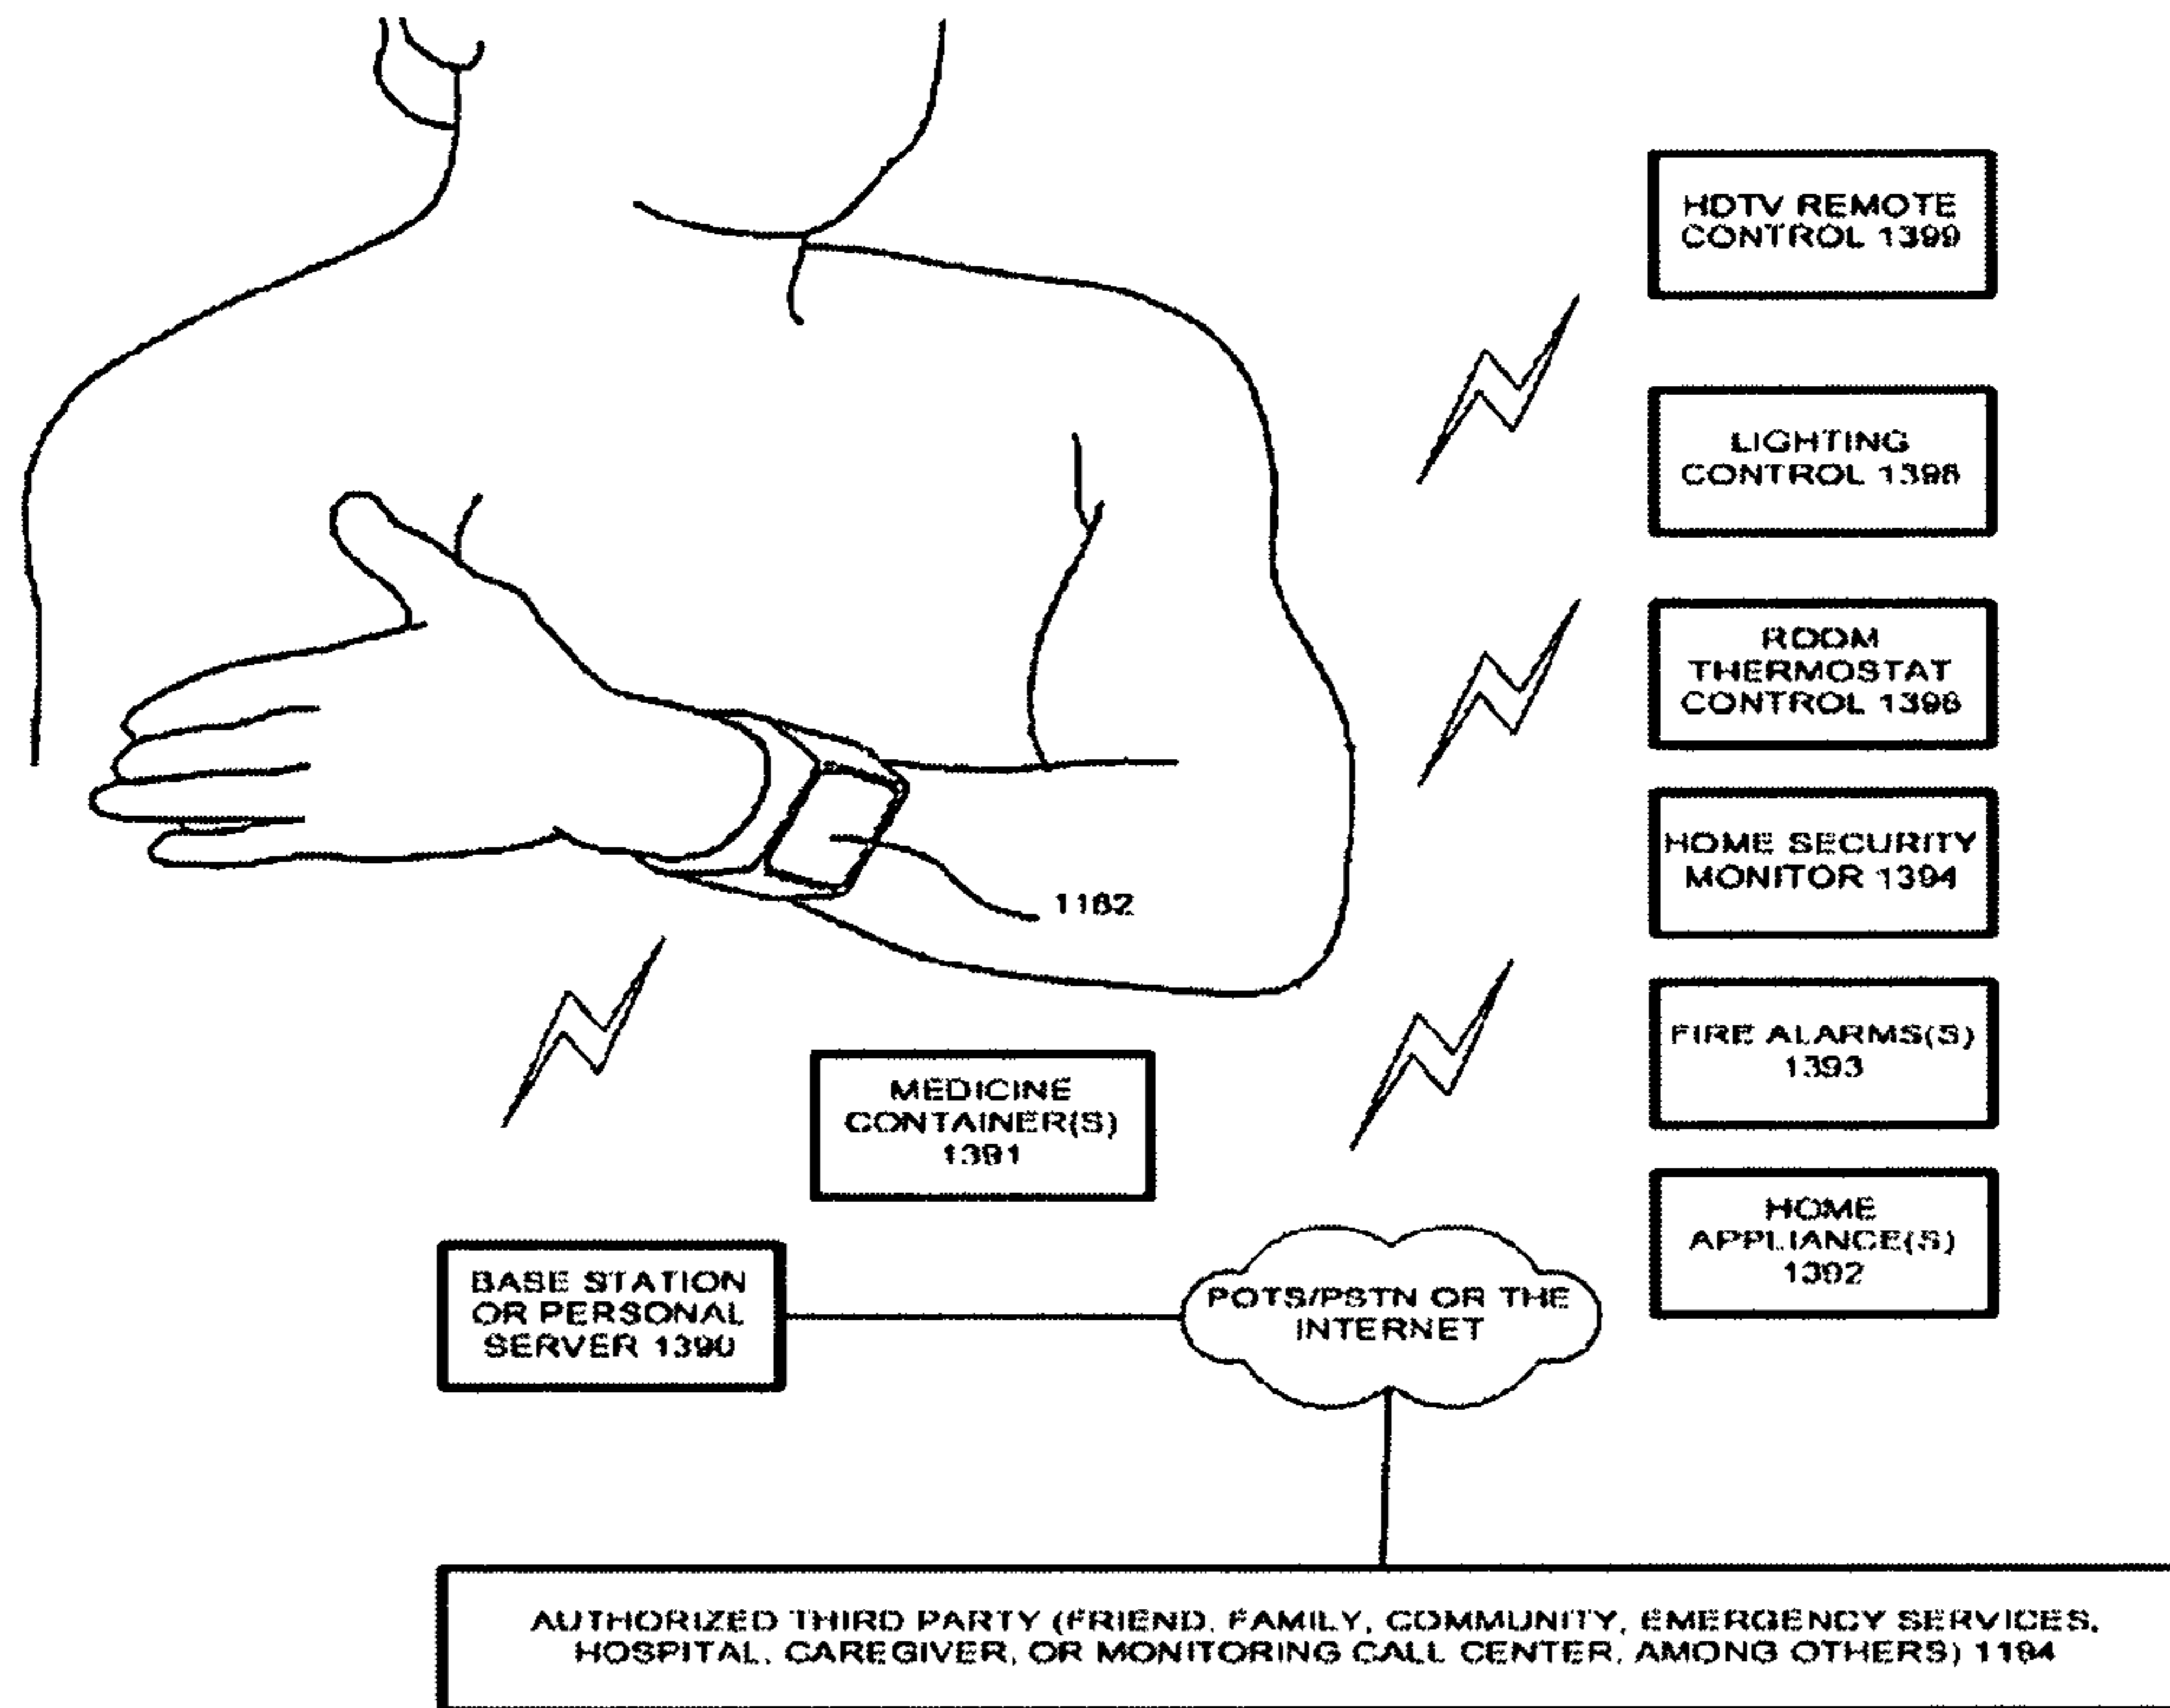 HDTV REMOTE
CONTROL 1399
LIGHTING
CONTROL 1398
ROOM
THERMOSTAT
CONTROL 1396
HOME SECURITY
MONITOR 1394
1182
FIRE ALARMS(S)
1393
MEDICINE
CONTAINER(S)
1391
HOME
APPLIANCE(S)
1392
BASE STATION
OR PERSONAL
SERVER 1390
POTS/PSTN OR THE
INTERNET
AUTHORIZED THIRD PARTY (FRIEND, FAMILY, COMMUNITY, EMERGENCY SERVICES,
HOSPITAL, CAREGIVER, OR MONITORING CALL CENTER, AMONG OTHERS) 1194